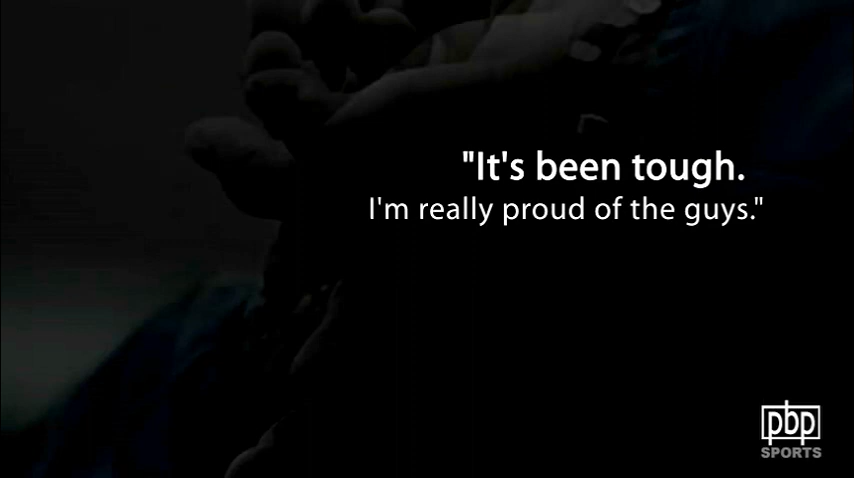 "It's been tough.
I'm really proud of the guys."
pbp
SPORTS